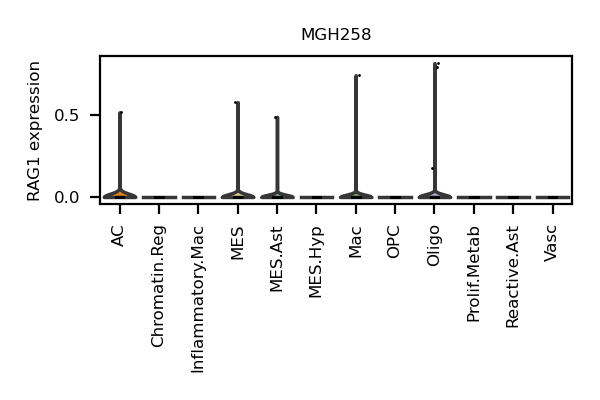 MGH258
RAG1 expression
0.5
0.0
AC
Chromatin.Reg
Inflammatory.Mac
MES
MES.Ast
MES.Hyp
Mac
OPC
Oligo
Prolif.Metab
Reactive.Ast
Vasc